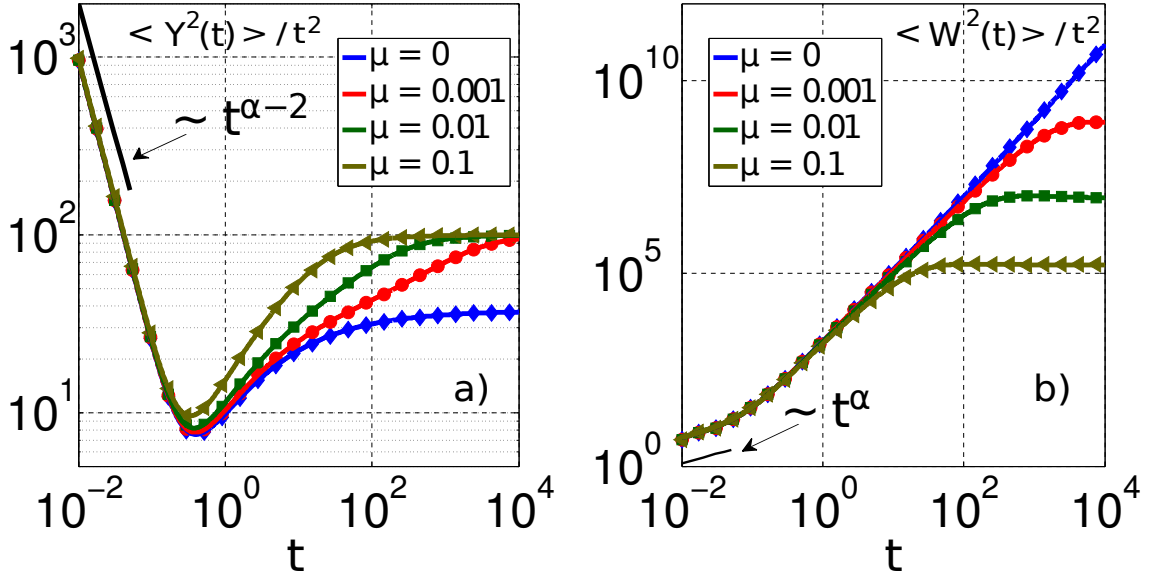 < Y²(t) > / t²
10³
10²
10¹
μ = 0
μ = 0.001
μ = 0.01
μ = 0.1
~ t^α−2
a)
10⁻² 10⁰ 10² 10⁴
t
< W²(t) > / t²
10¹⁰
10⁵
10⁰
μ = 0
μ = 0.001
μ = 0.01
μ = 0.1
b)
~ t^α
10⁻² 10⁰ 10² 10⁴
t